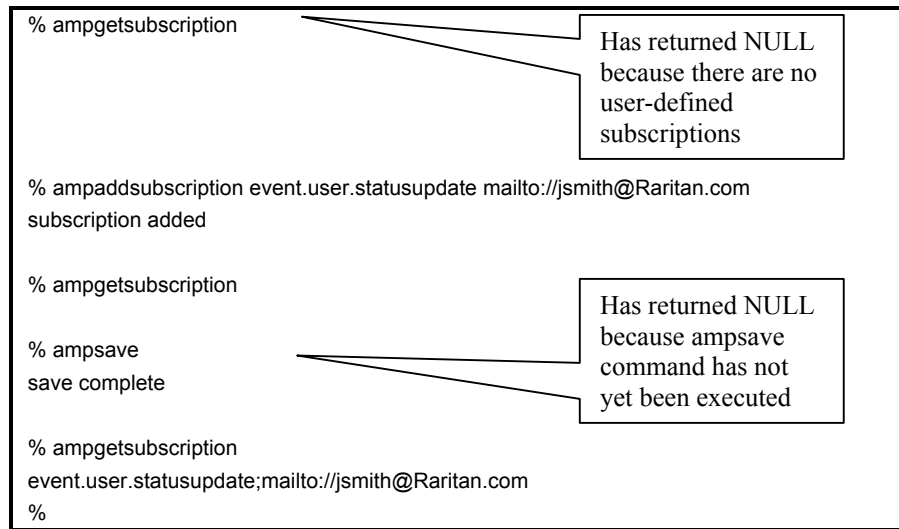 % ampgetsubscription
Has returned NULL
because there are no
user-defined
subscriptions
% ampaddsubscription event.user.statusupdate mailto://jsmith@Raritan.com
subscription added
% ampgetsubscription
Has returned NULL
because ampsave
command has not
yet been executed
% ampsave
save complete
% ampgetsubscription
event.user.statusupdate;mailto://jsmith@Raritan.com
%